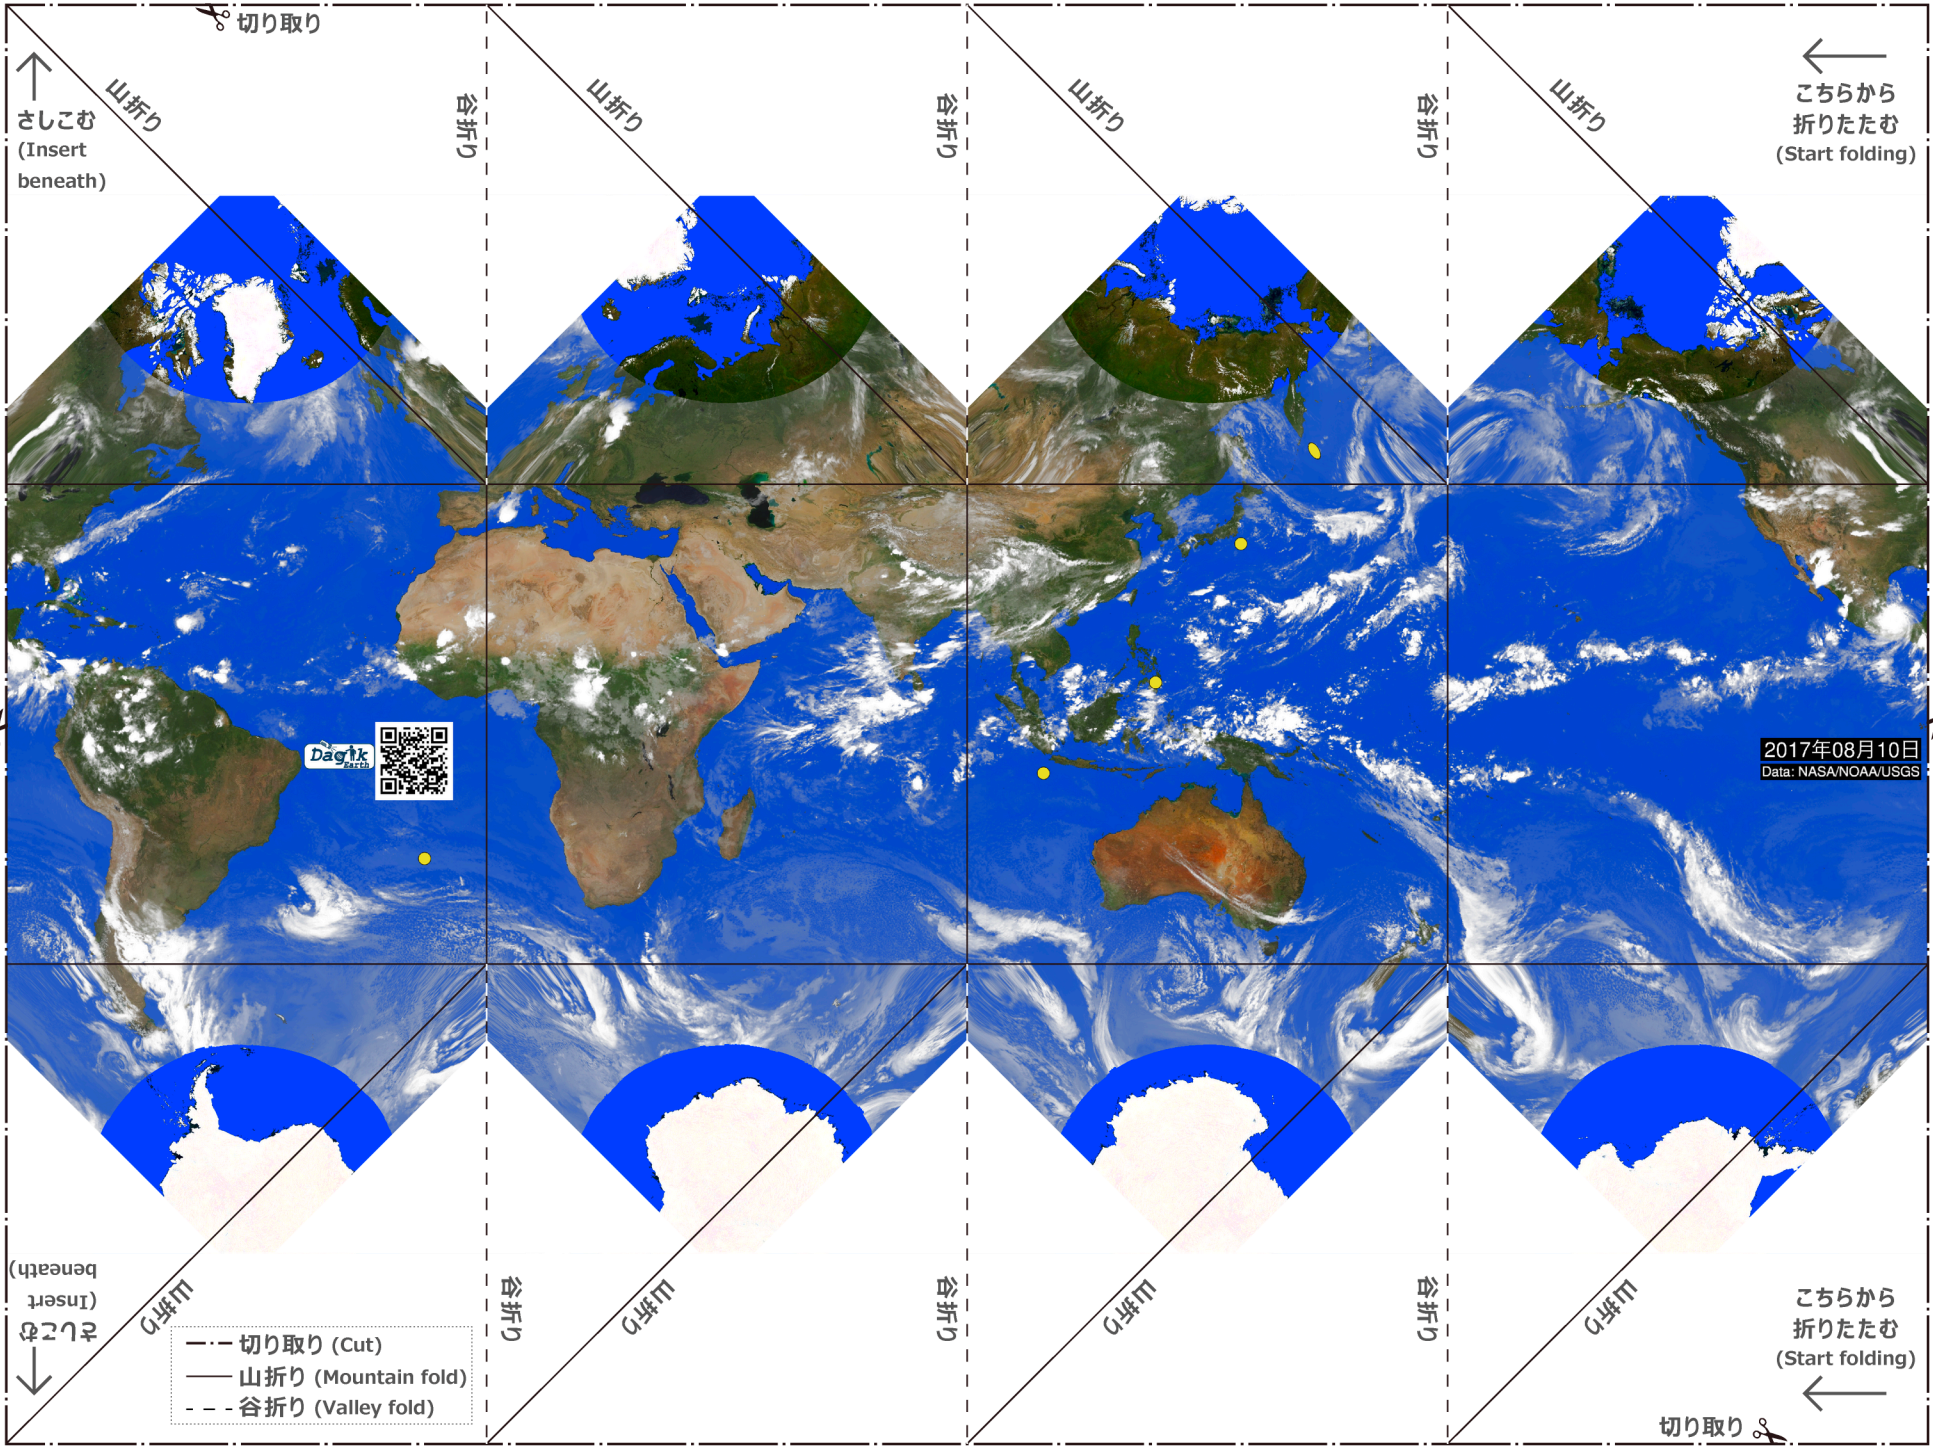 切り取り
山折り
山折り
山折り
山折り
谷折り
谷折り
谷折り
さしこむ
(Insert
beneath)
こちらから
折りたたむ
(Start folding)
Dagik
Earth
2017年08月10日
Data: NASA/NOAA/USGS
さしこむ
(Insert
beneath)
山折り
山折り
山折り
山折り
谷折り
谷折り
谷折り
こちらから
折りたたむ
(Start folding)
切り取り (Cut)
山折り (Mountain fold)
谷折り (Valley fold)
切り取り